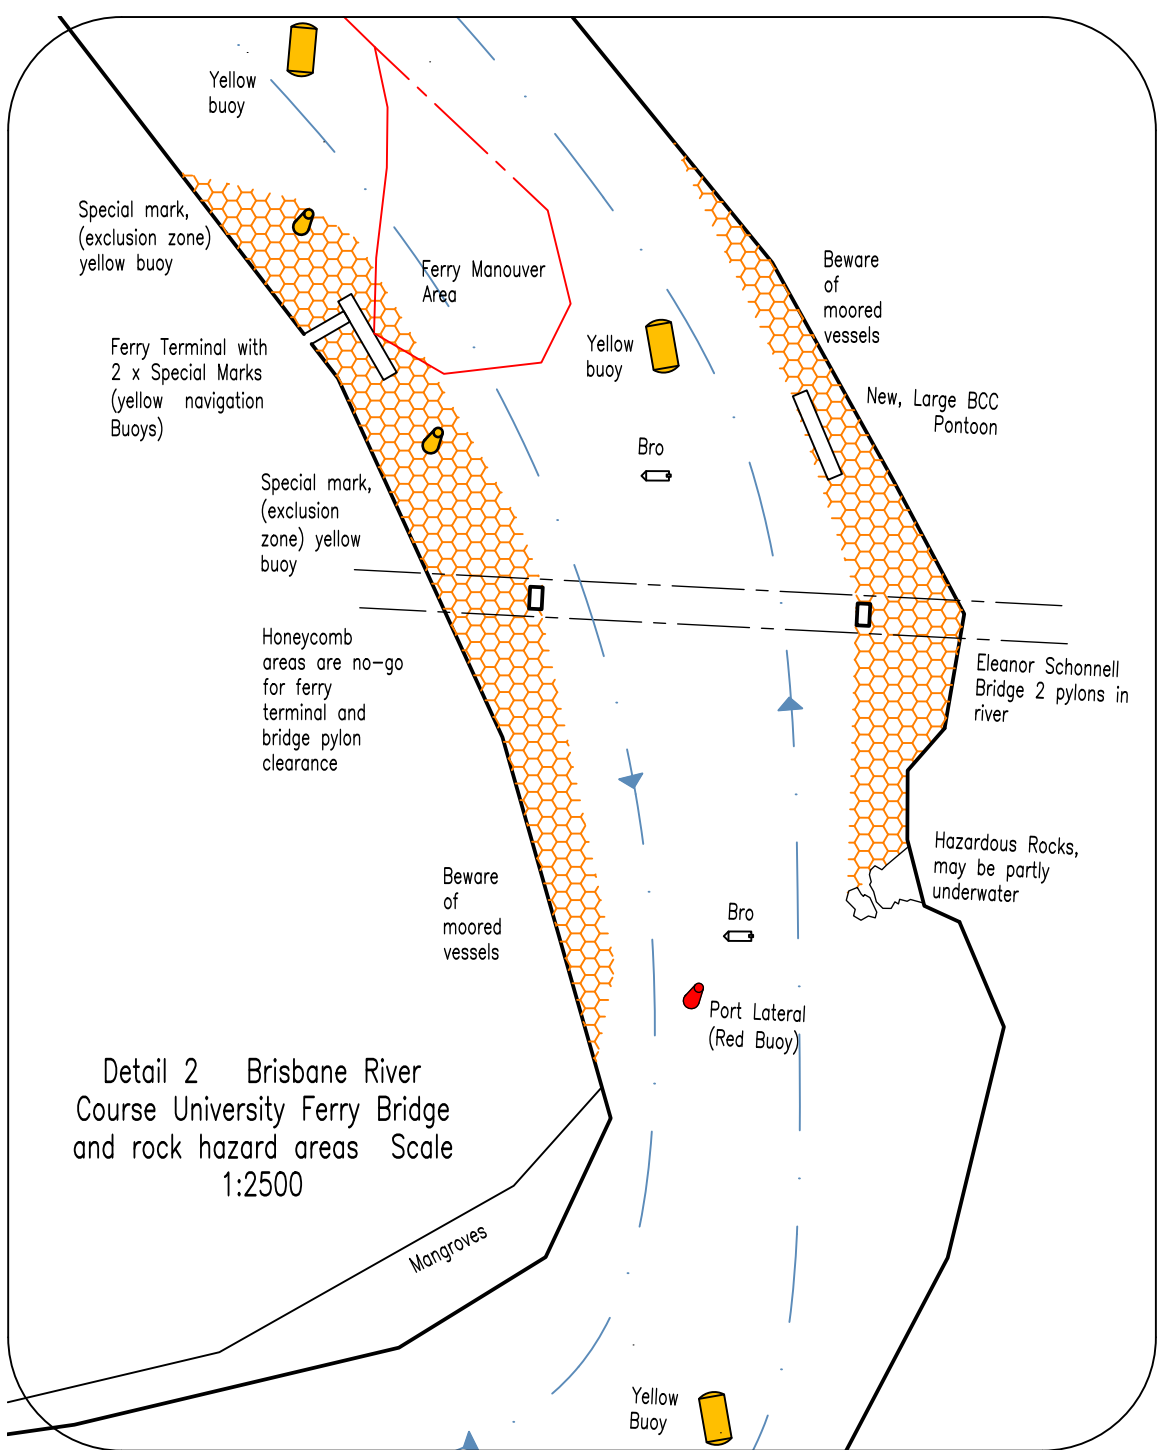 Yellow
buoy
Special mark,
(exclusion zone)
yellow buoy
Ferry Manouver
Area
Beware
of
moored
vessels
Ferry Terminal with
2 x Special Marks
(yellow navigation
Buoys)
Yellow
buoy
New, Large BCC
Pontoon
Bro
Special mark,
(exclusion
zone) yellow
buoy
Honeycomb
areas are no-go
for ferry
terminal and
bridge pylon
clearance
Eleanor Schonnell
Bridge 2 pylons in
river
Hazardous Rocks,
may be partly
underwater
Beware
of
moored
vessels
Bro
Port Lateral
(Red Buoy)
Detail 2 Brisbane River
Course University Ferry Bridge
and rock hazard areas Scale
1:2500
Mangroves
Yellow
Buoy